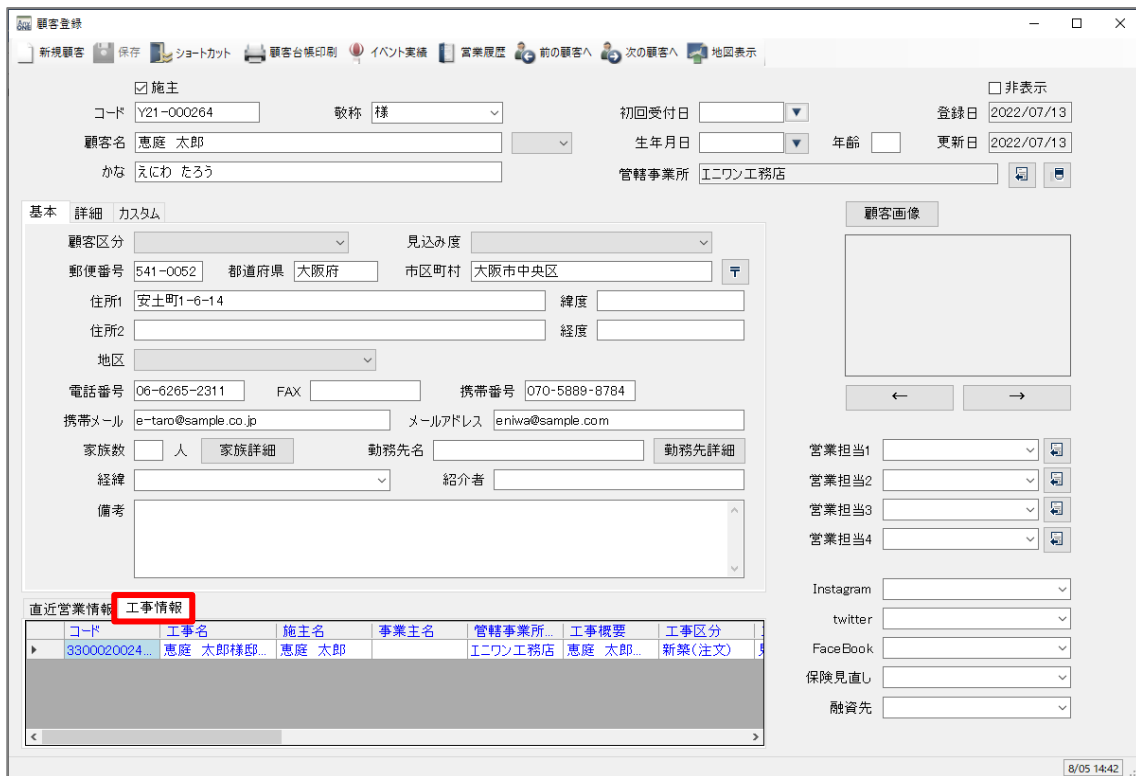 顧客登録
新規顧客 保存 ショートカット 顧客台帳印刷 イベント実績 営業履歴 前の顧客へ 次の顧客へ 地図表示
施主 非表示
コード Y21-000264 敬称 様 初回受付日 登録日 2022/07/13
顧客名 恵庭 太郎 生年月日 年齢 更新日 2022/07/13
かな えにわ たろう 管轄事業所 エニワン工務店
基本 詳細 カスタム 顧客画像
顧客区分 見込み度
郵便番号 541-0052 都道府県 大阪府 市区町村 大阪市中央区 〒
住所1 安土町1-6-14 緯度
住所2 経度
地区
電話番号 06-6265-2311 FAX 携帯番号 070-5889-8784 ← →
携帯メール e-taro@sample.co.jp メールアドレス eniwa@sample.com
家族数 人 家族詳細 勤務先名 勤務先詳細 営業担当1
経緯 紹介者 営業担当2
備考 営業担当3
営業担当4
Instagram
直近営業情報 工事情報
twitter
コード 工事名 施主名 事業主名 管轄事業所... 工事概要 工事区分
3300020024... 恵庭 太郎様邸... 恵庭 太郎 エニワン工務店 恵庭 太郎... 新築(注文) FaceBook
保険見直し
融資先
8/05 14:42